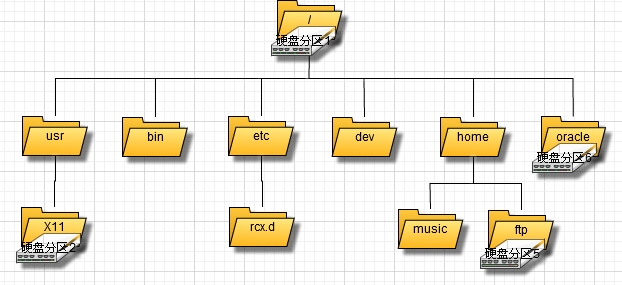 /
硬盘分区1
usr
bin
etc
dev
home
oracle
硬盘分区6
X11
硬盘分区2
rcx.d
music
ftp
硬盘分区5